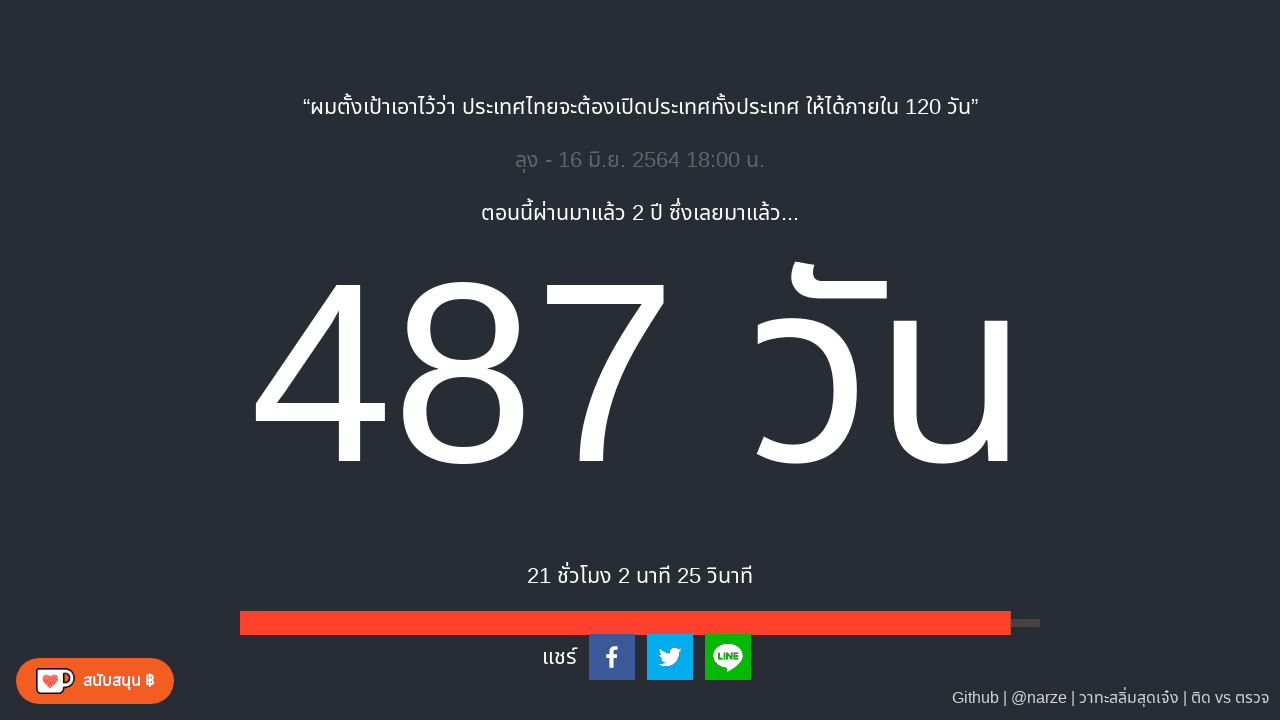 “ผมตั้งเป้าเอาไว้ว่า ประเทศไทยจะต้องเปิดประเทศทั้งประเทศ ให้ได้ภายใน 120 วัน”
ลุง - 16 มิ.ย. 2564 18:00 น.
ตอนนี้ผ่านมาแล้ว 2 ปี ซึ่งเลยมาแล้ว...
487 วัน
21 ชั่วโมง 2 นาที 25 วินาที
แชร์
LINE
สนับสนุน ฿
Github | @narze | วาทะสลิ่มสุดเจ๋ง | ติด vs ตรวจ